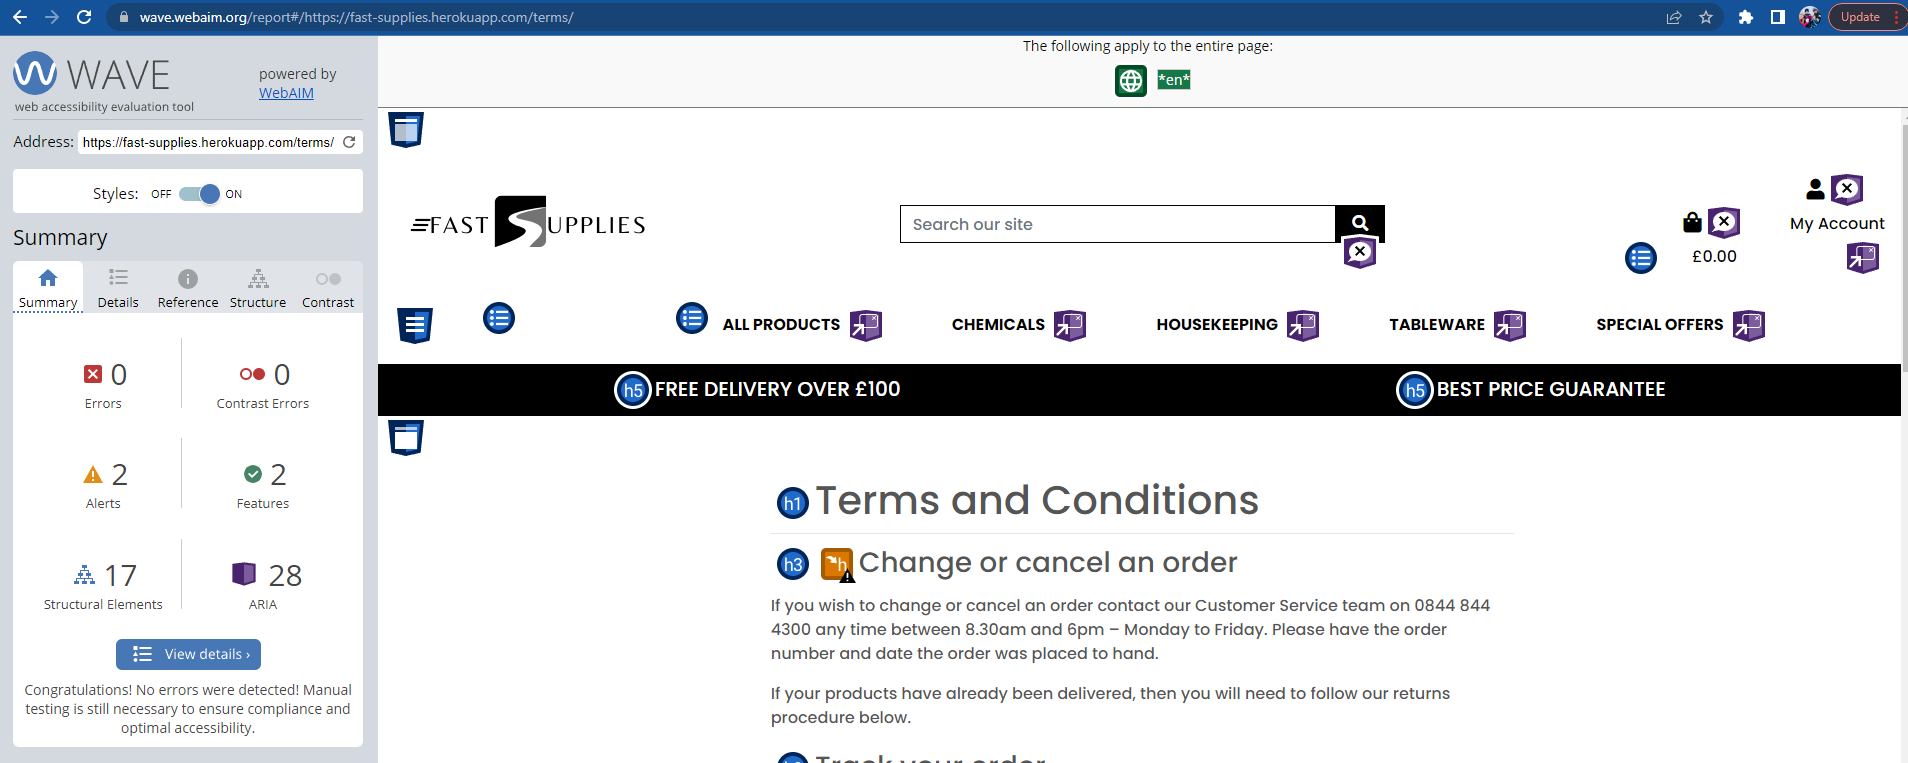 wave.webaim.org/report#/https://fast-supplies.herokuapp.com/terms/
Update
WAVE
web accessibility evaluation tool
powered by
WebAIM
Address: https://fast-supplies.herokuapp.com/terms/
Styles: OFF ON
Summary
Summary Details Reference Structure Contrast
0
Errors
0
Contrast Errors
2
Alerts
2
Features
17
Structural Elements
28
ARIA
View details ›
Congratulations! No errors were detected! Manual
testing is still necessary to ensure compliance and
optimal accessibility.
The following apply to the entire page:
*en*
FAST SUPPLIES
Search our site
£0.00
My Account
ALL PRODUCTS CHEMICALS HOUSEKEEPING TABLEWARE SPECIAL OFFERS
h5 FREE DELIVERY OVER £100
h5 BEST PRICE GUARANTEE
h1 Terms and Conditions
h3 h Change or cancel an order
If you wish to change or cancel an order contact our Customer Service team on 0844 844
4300 any time between 8.30am and 6pm – Monday to Friday. Please have the order
number and date the order was placed to hand.
If your products have already been delivered, then you will need to follow our returns
procedure below.
Track your order